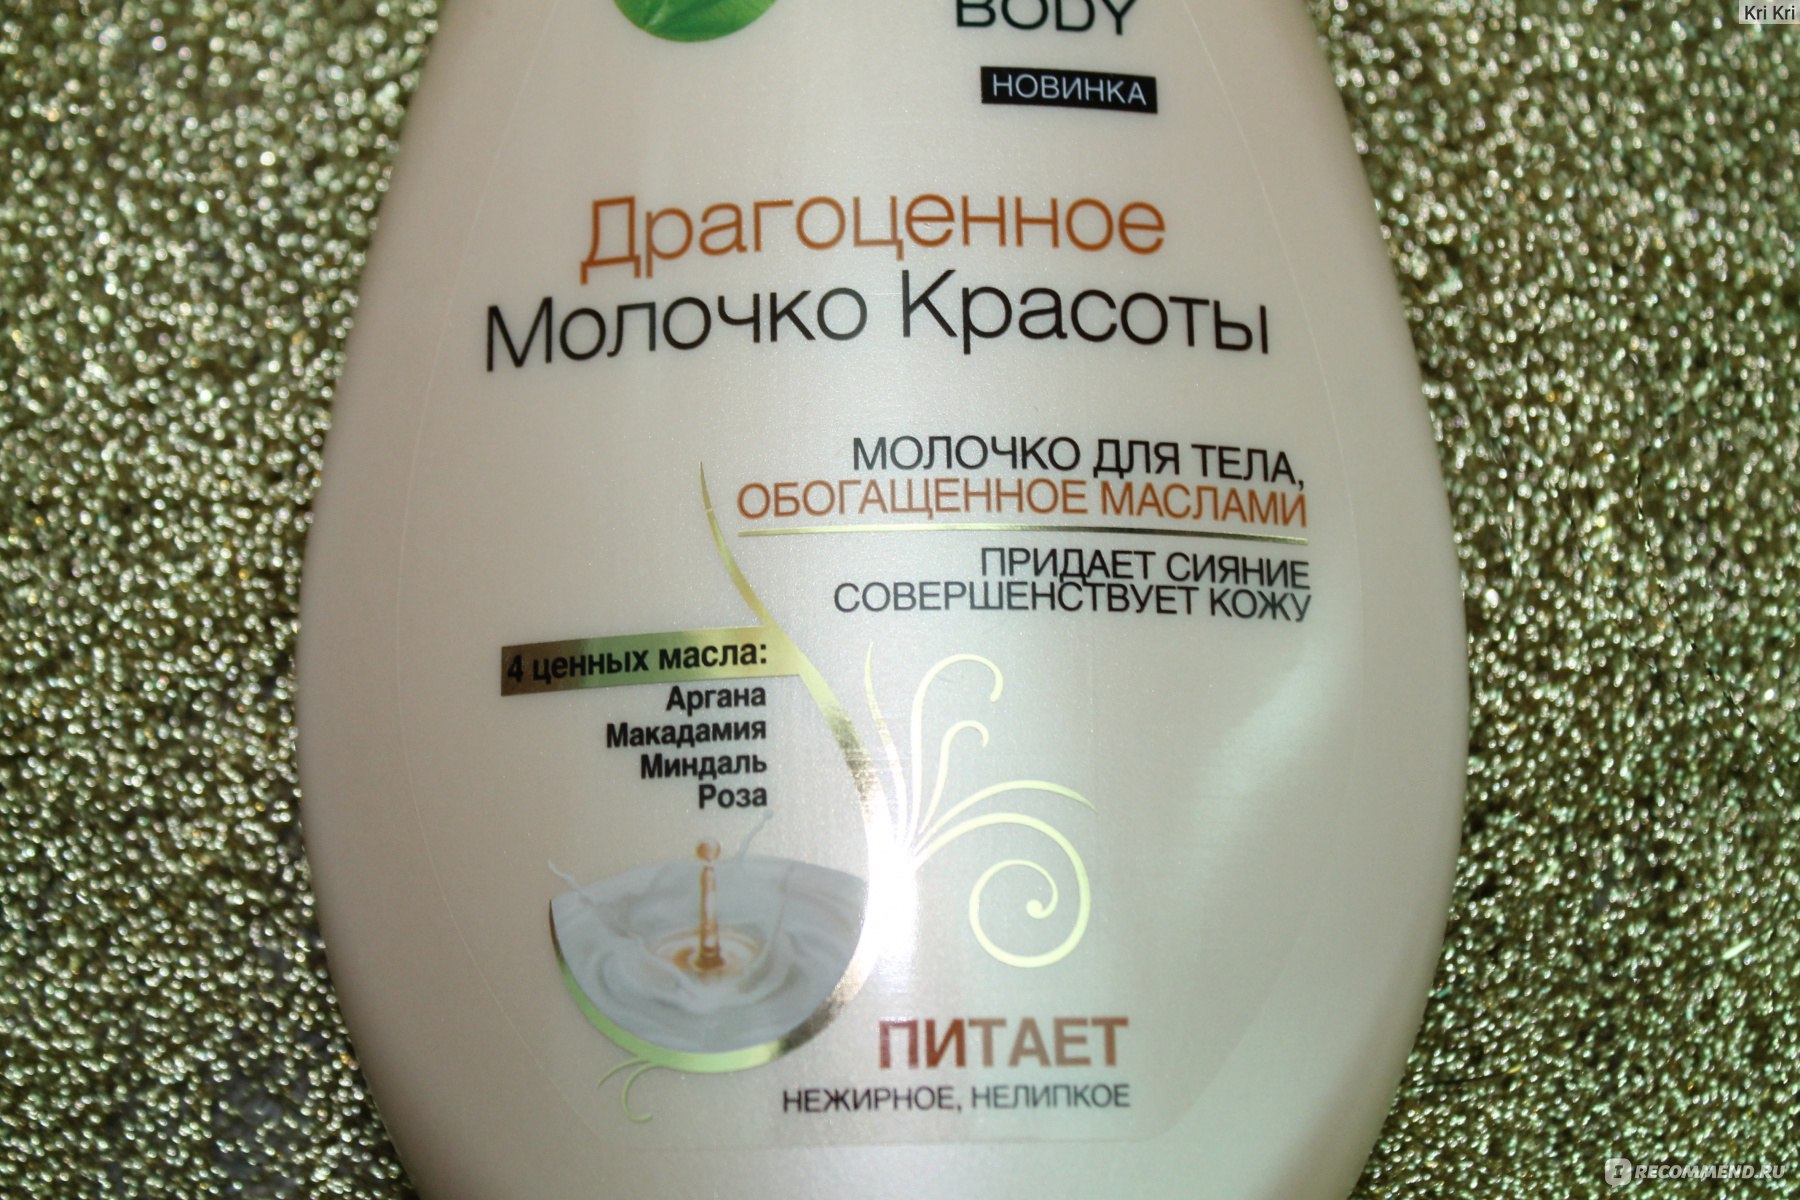 Kri Kri
BODY
НОВИНКА
Драгоценное
Молочко Красоты
МОЛОЧКО ДЛЯ ТЕЛА,
ОБОГАЩЕННОЕ МАСЛАМИ
ПРИДАЕТ СИЯНИЕ
СОВЕРШЕНСТВУЕТ КОЖУ
4 ценных масла:
Аргана
Макадамия
Миндаль
Роза
ПИТАЕТ
НЕЖИРНОЕ, НЕЛИПКОЕ
IRECOMMEND.RU